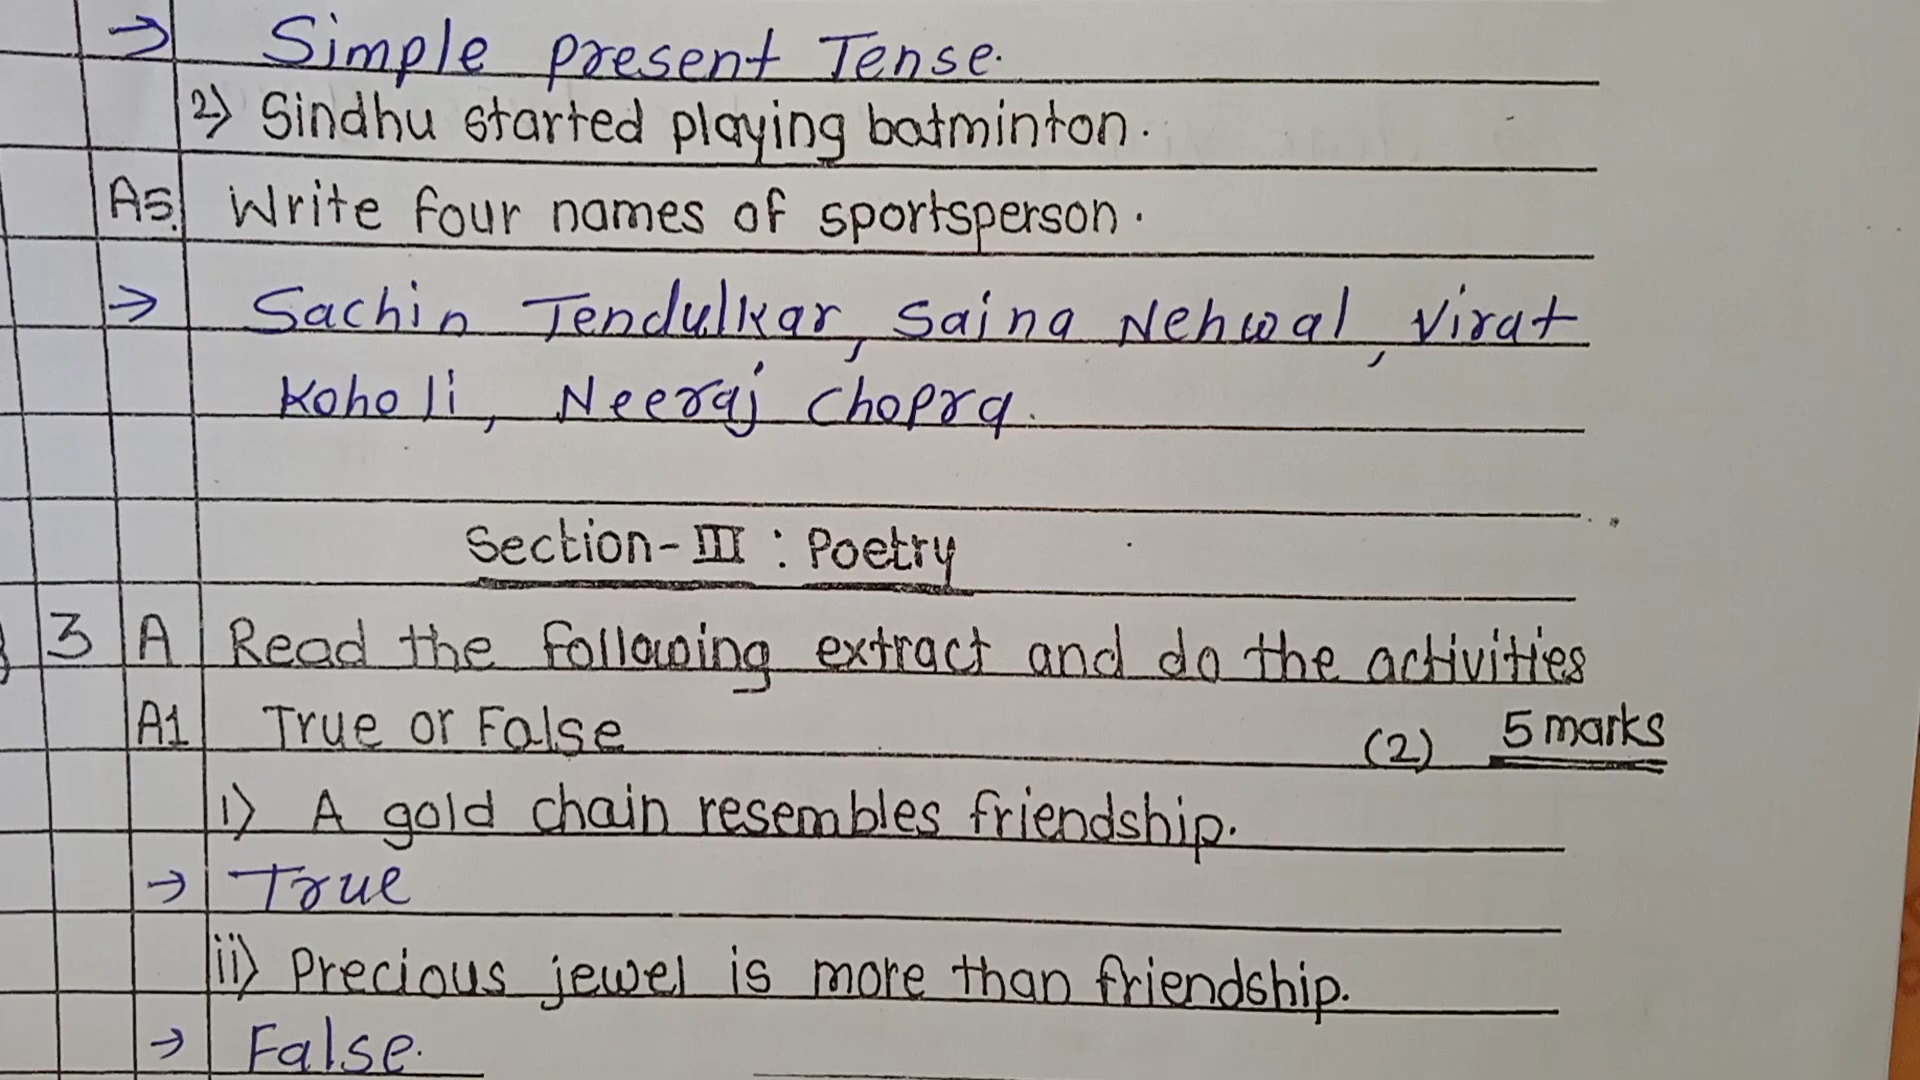 → Simple present Tense.
2) Sindhu started playing batminton.
A5. Write four names of sportsperson.
→ Sachin Tendulkar, Saina Nehwal, Virat
Koholi, Neeraj Chopra.
Section-III : Poetry
3 A Read the following extract and do the activities
A1 True or False (2) 5 marks
i) A gold chain resembles friendship.
→ True
ii) Precious jewel is more than friendship.
→ False.